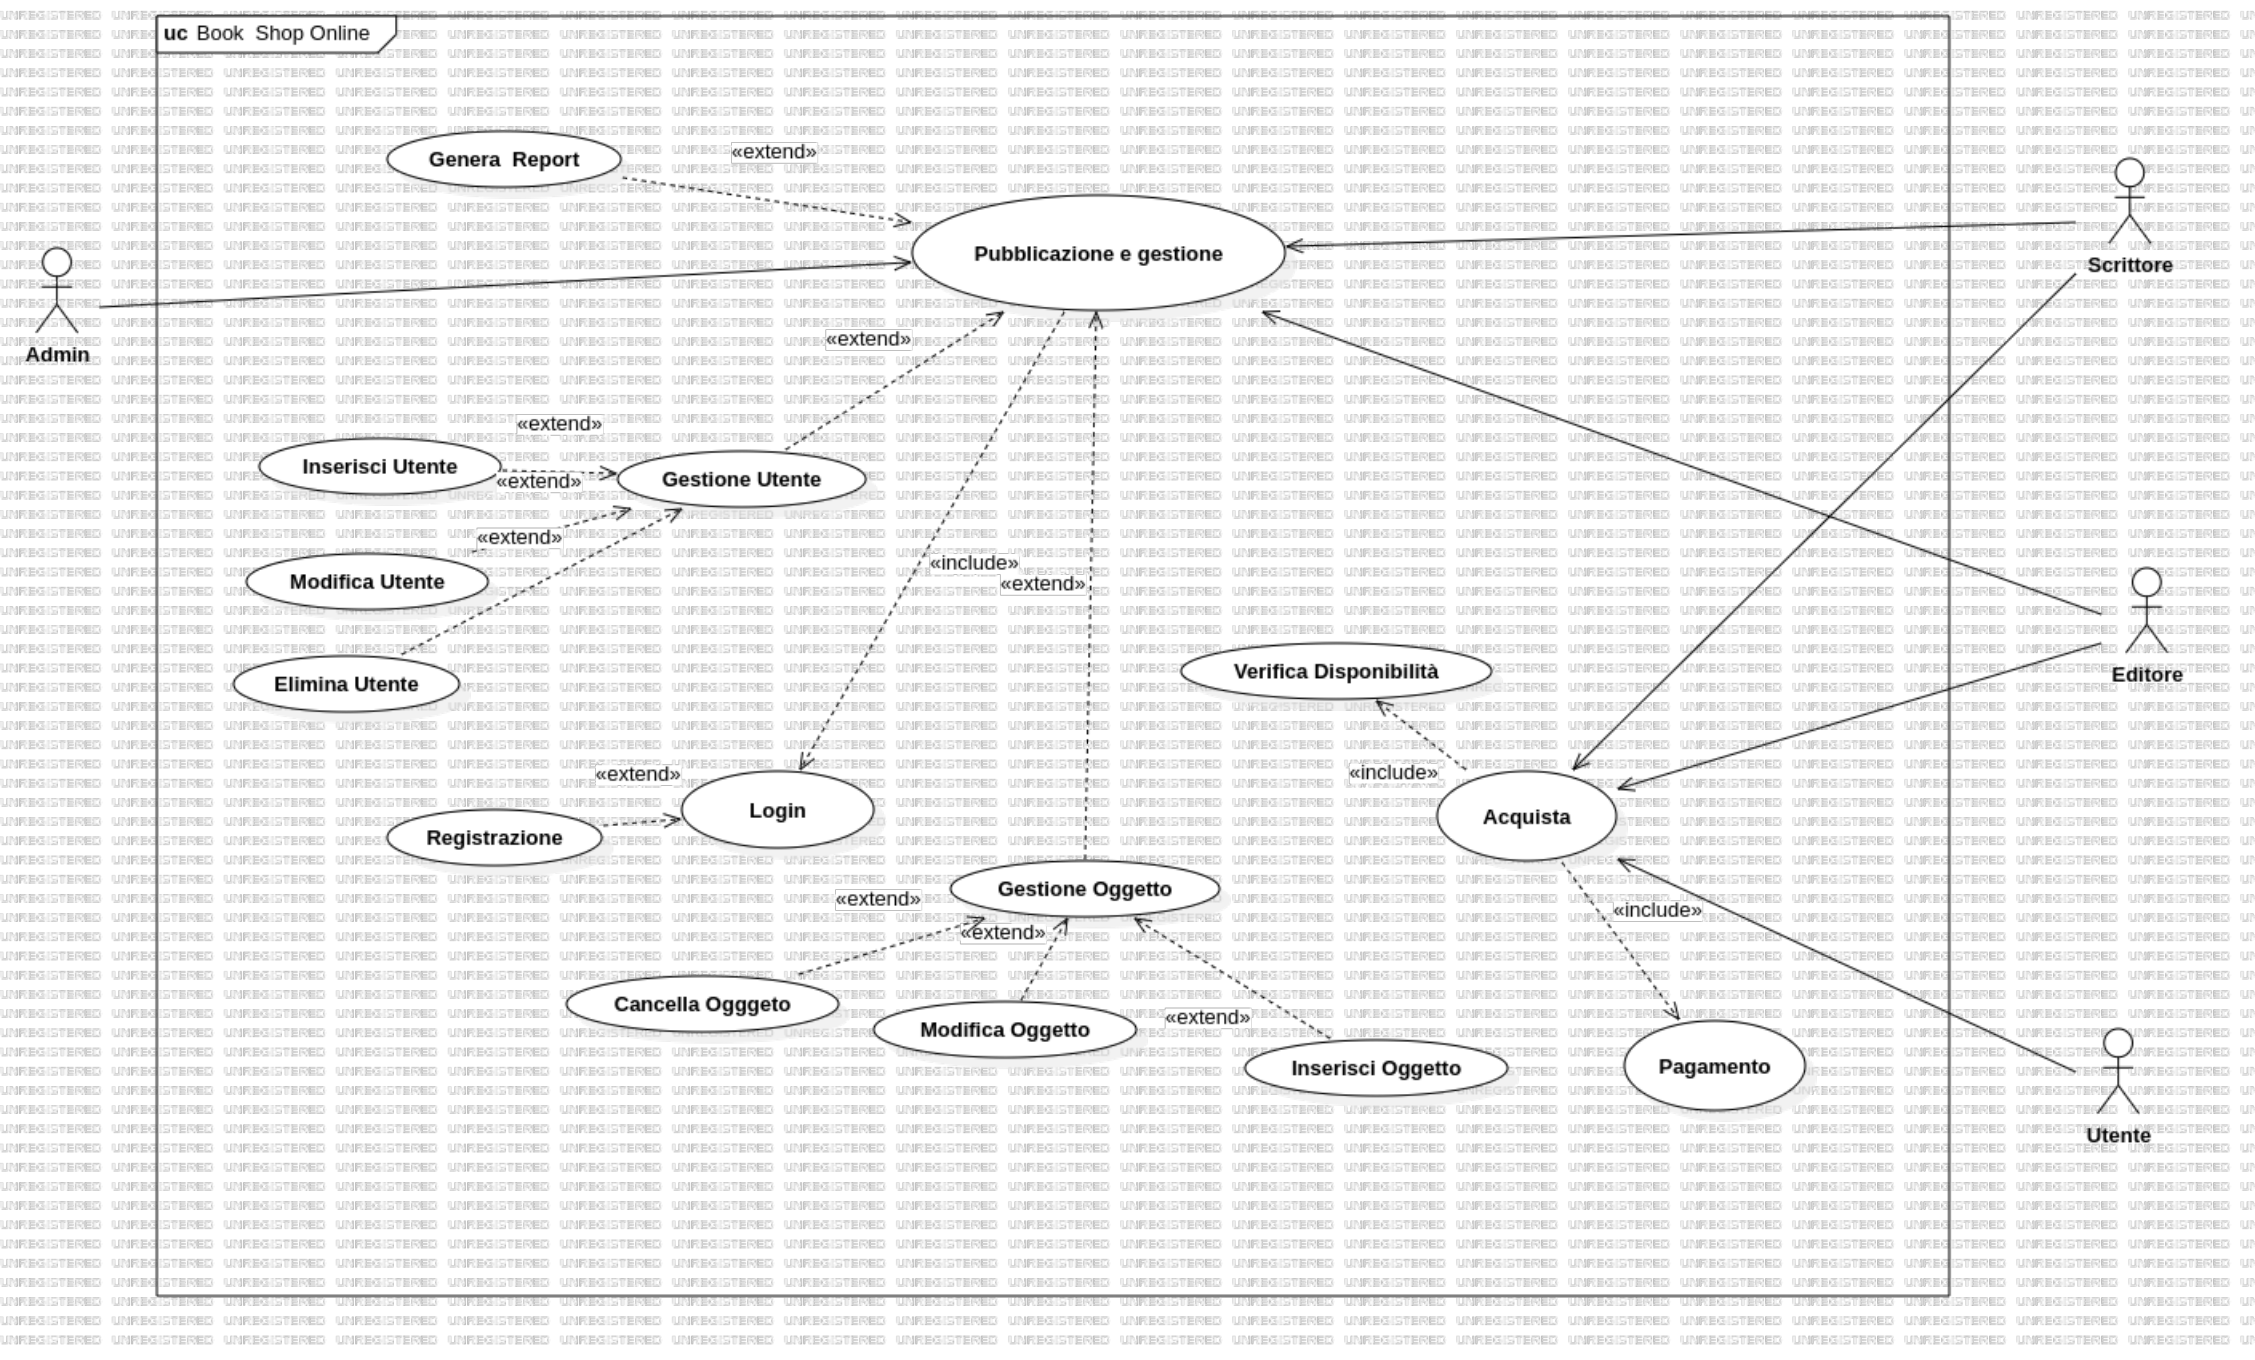 uc Book Shop Online
Genera Report
«extend»
Pubblicazione e gestione
Scrittore
Admin
«extend»
«extend»
Inserisci Utente
«extend»
Gestione Utente
«extend»
Modifica Utente
«include»
«extend»
Elimina Utente
Verifica Disponibilità
Editore
«extend»
«include»
Login
Acquista
Registrazione
Gestione Oggetto
«extend»
«extend»
«include»
Cancella Ogggeto
Modifica Oggetto
«extend»
Inserisci Oggetto
Pagamento
Utente
UNREGISTERED